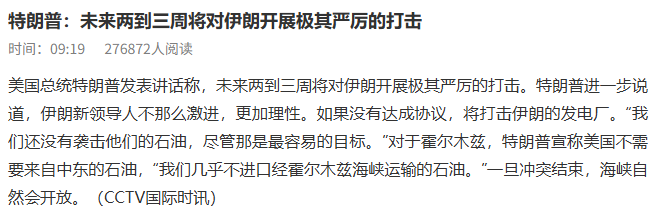 特朗普：未来两到三周将对伊朗开展极其严厉的打击
时间：09:19 276872人阅读
美国总统特朗普发表讲话称，未来两到三周将对伊朗开展极其严厉的打击。特朗普进一步说
道，伊朗新领导人不那么激进，更加理性。如果没有达成协议，将打击伊朗的发电厂。“我
们还没有袭击他们的石油，尽管那是最容易的目标。”对于霍尔木兹，特朗普宣称美国不需
要来自中东的石油，“我们几乎不进口经霍尔木兹海峡运输的石油。”一旦冲突结束，海峡自
然会开放。（CCTV国际时讯）